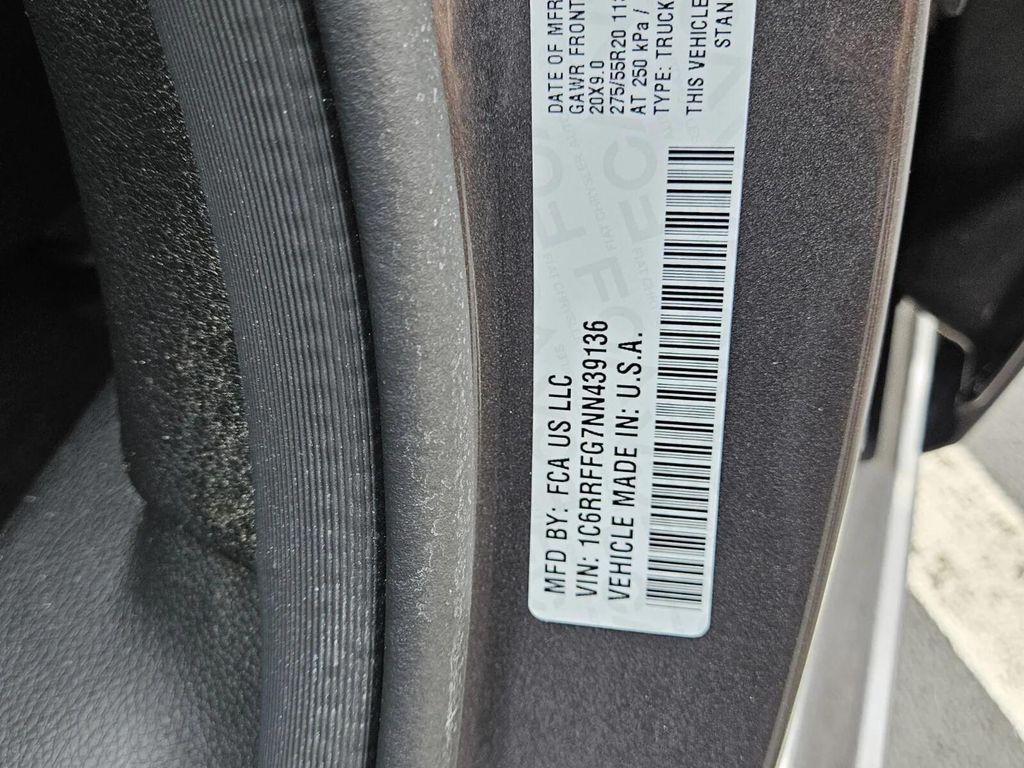 DATE OF MFR
GAWR FRONT
20X9.0
275/55R20 11
AT 250 kPa /
TYPE: TRUCK
THIS VEHICLE
STAN
MFD BY: FCA US LLC
VIN: 1C6RRFFG7NN439136
VEHICLE MADE IN: U.S.A.